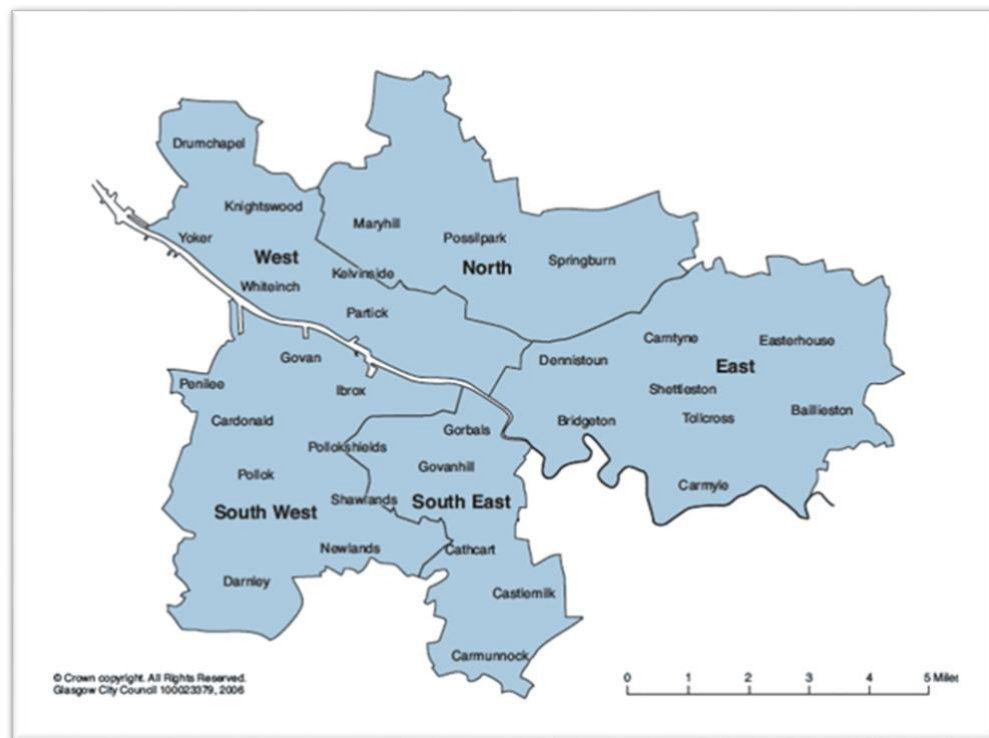 Drumchapel
Knightswood
Maryhill
Yoker
Possilpark
West
Springburn
North
Kelvinside
Whiteinch
Partick
Carntyne
Easterhouse
Govan
Dennistoun
East
Penilee
Ibrox
Shettleston
Baillieston
Cardonald
Tollcross
Bridgeton
Gorbals
Pollokshields
Govanhill
Pollok
Carmyle
Shawlands
South East
South West
Newlands
Cathcart
Darnley
Castlemilk
Carmunnock
© Crown copyright. All Rights Reserved.
Glasgow City Council 100023379, 2006
0 1 2 3 4 5 Miles